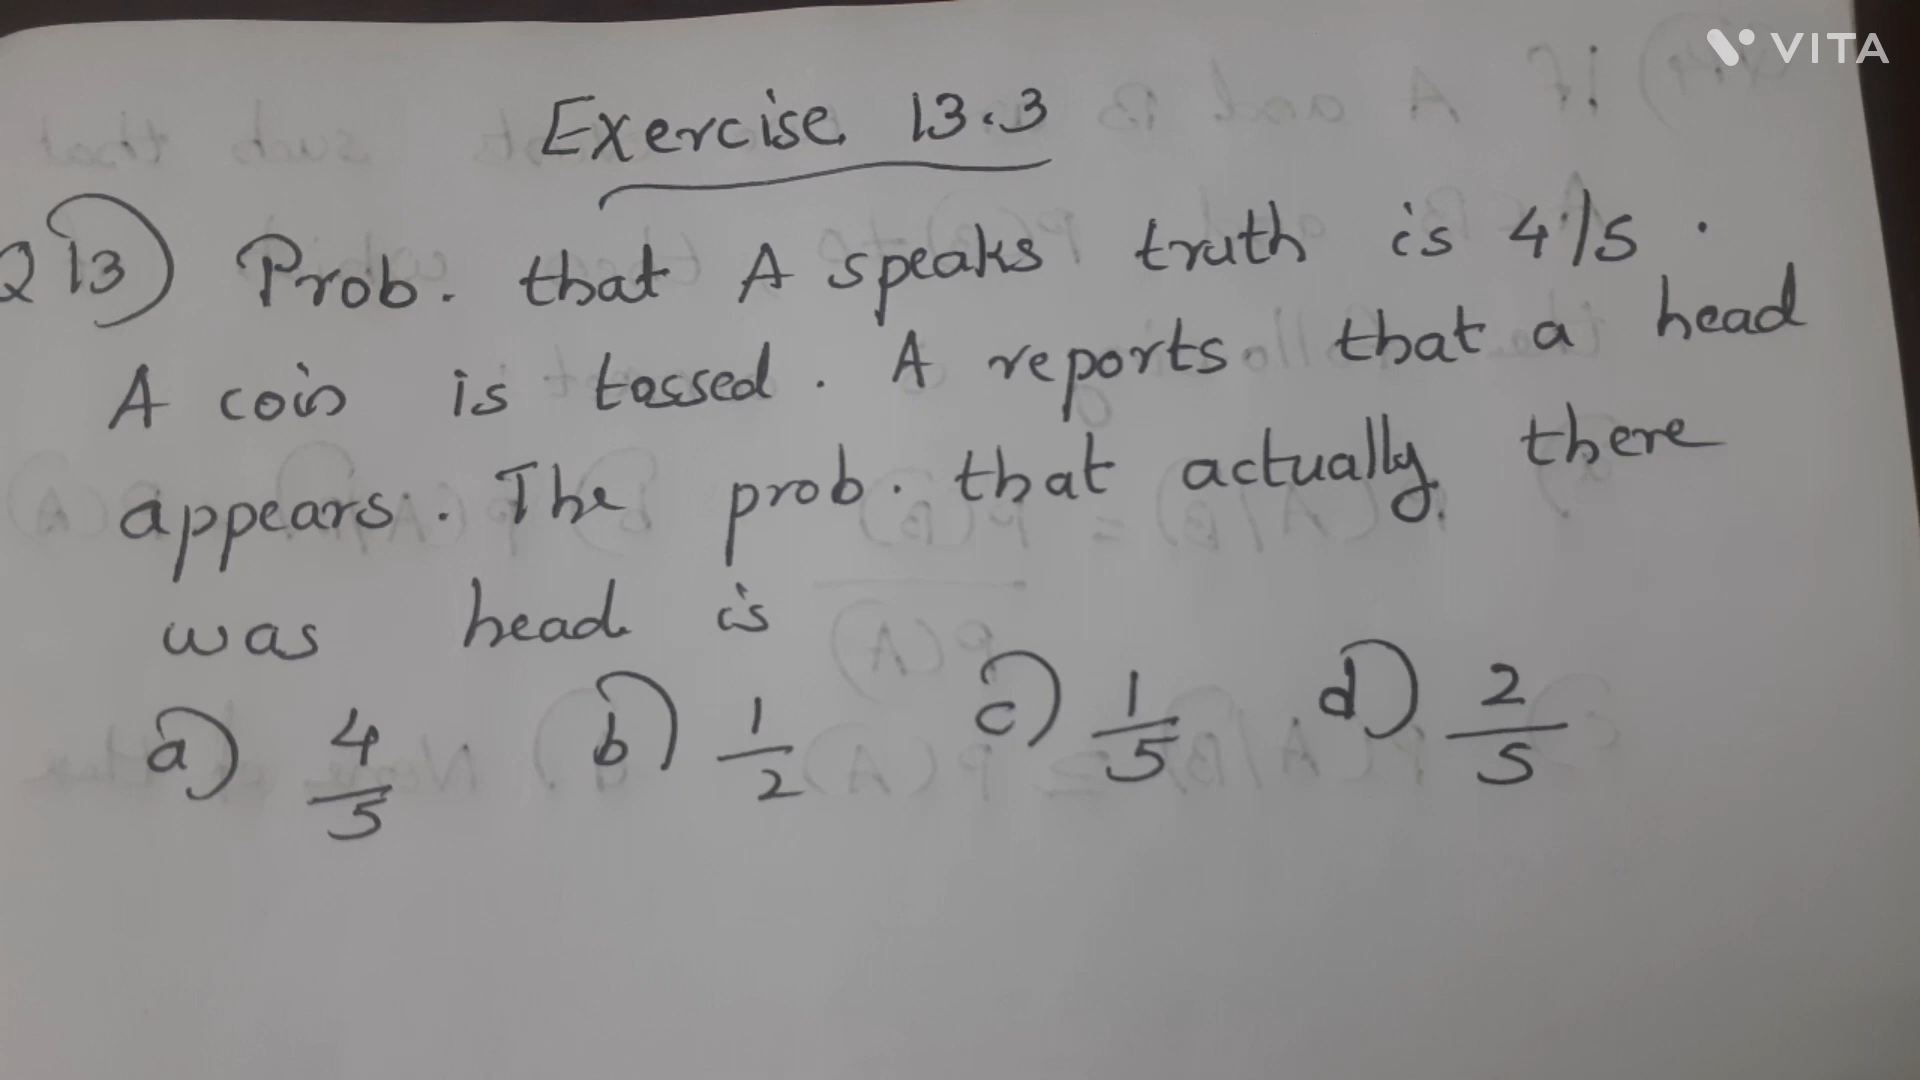 VITA
Exercise 13.3
Q13) Prob. that A speaks truth is 4/5.
A coin is tossed. A reports that a head
appears. The prob. that actually there
was head is
a) 4/5 b) 1/2 c) 1/5 d) 2/5